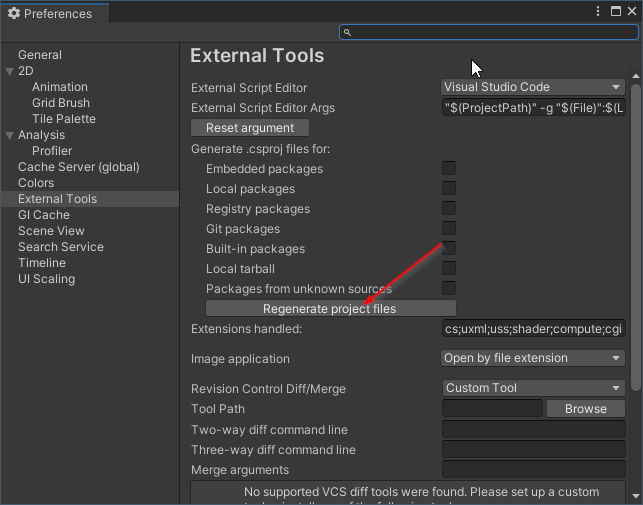 Preferences
General
2D
Animation
Grid Brush
Tile Palette
Analysis
Profiler
Cache Server (global)
Colors
External Tools
GI Cache
Scene View
Search Service
Timeline
UI Scaling
External Tools
External Script Editor
Visual Studio Code
External Script Editor Args
"$(ProjectPath)" -g "$(File)":$(L
Reset argument
Generate .csproj files for:
Embedded packages
Local packages
Registry packages
Git packages
Built-in packages
Local tarball
Packages from unknown sources
Regenerate project files
Extensions handled:
cs;uxml;uss;shader;compute;cgi
Image application
Open by file extension
Revision Control Diff/Merge
Custom Tool
Tool Path
Browse
Two-way diff command line
Three-way diff command line
Merge arguments
No supported VCS diff tools were found. Please set up a custom